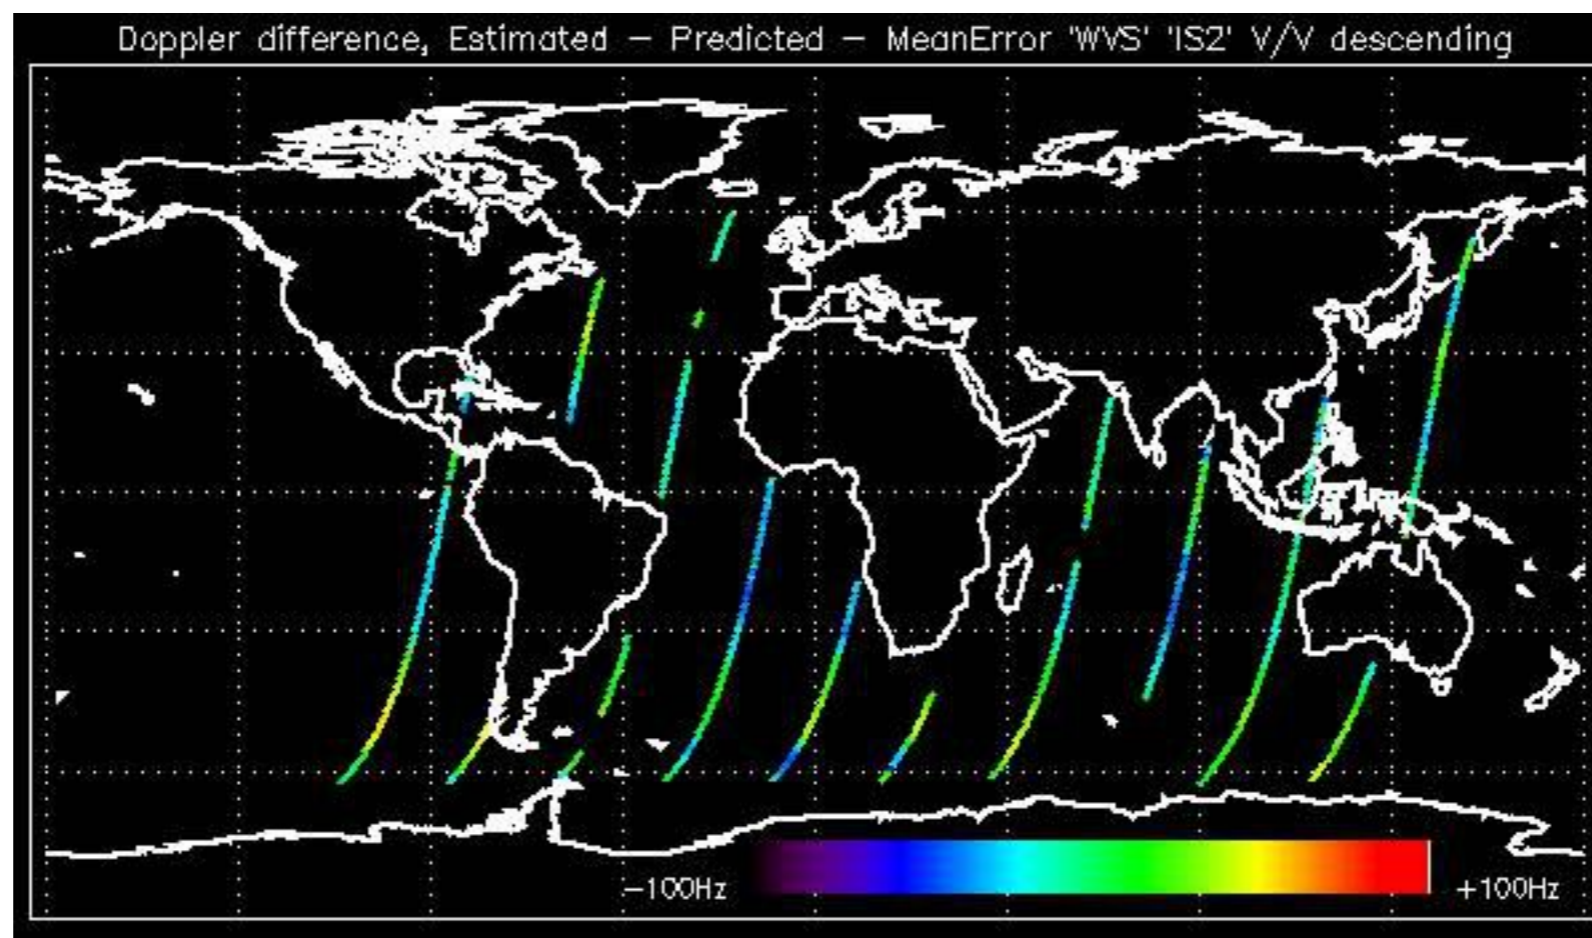 Doppler difference, Estimated – Predicted – MeanError 'WVS' 'IS2' V/V descending
–100Hz
+100Hz